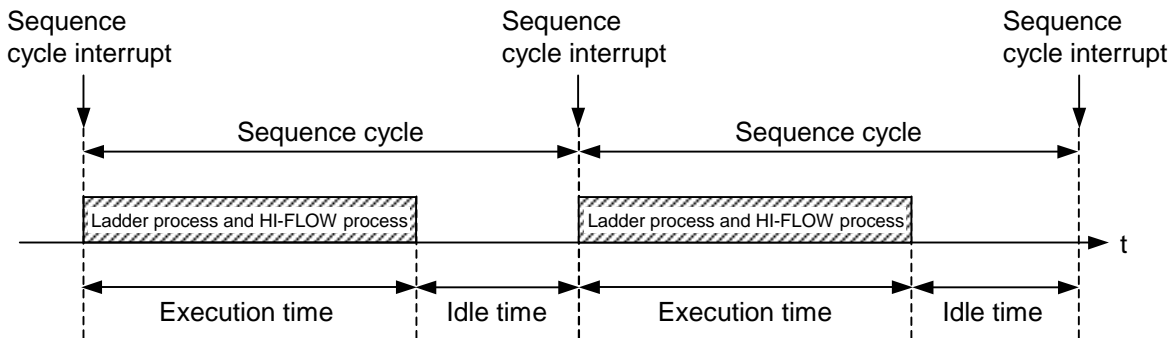 Sequence
cycle interrupt
Sequence
cycle interrupt
Sequence
cycle interrupt
Sequence cycle
Sequence cycle
Ladder process and HI-FLOW process
Ladder process and HI-FLOW process
t
Execution time
Idle time
Execution time
Idle time